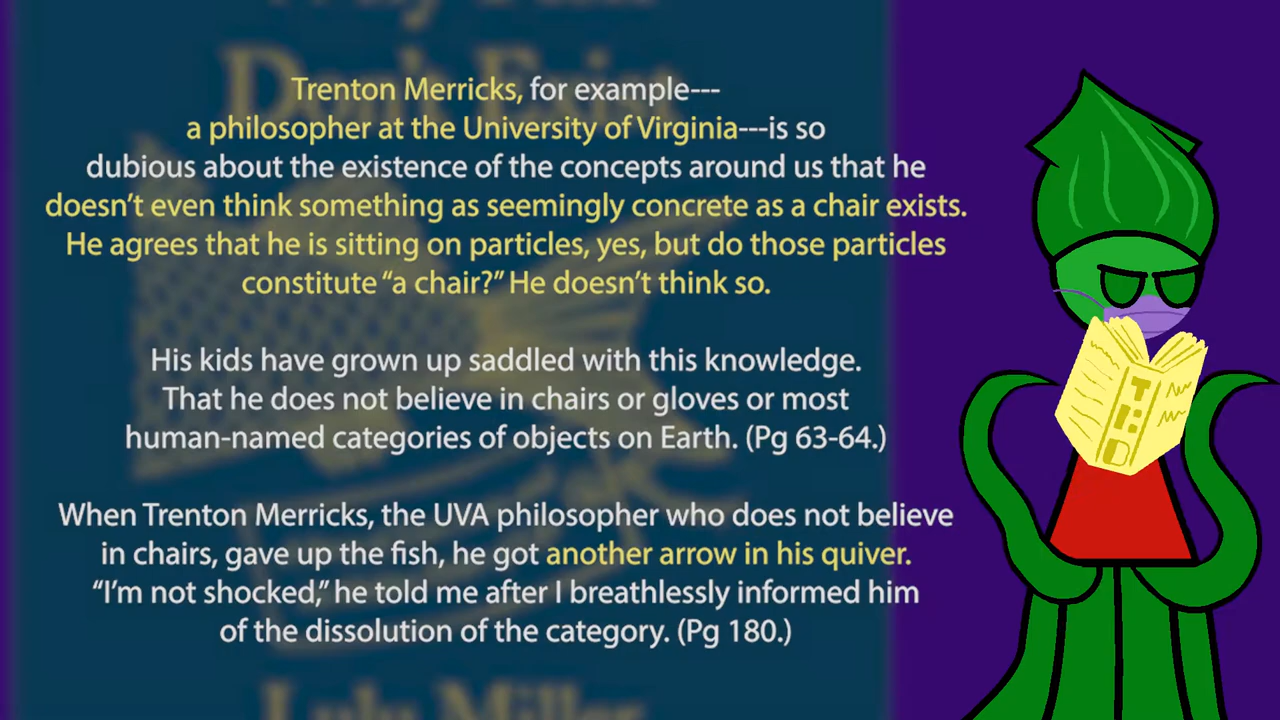 Why Fish
Don't Exist
Trenton Merricks, for example---
a philosopher at the University of Virginia---is so
dubious about the existence of the concepts around us that he
doesn't even think something as seemingly concrete as a chair exists.
He agrees that he is sitting on particles, yes, but do those particles
constitute “a chair?” He doesn't think so.
His kids have grown up saddled with this knowledge.
That he does not believe in chairs or gloves or most
human-named categories of objects on Earth. (Pg 63-64.)
When Trenton Merricks, the UVA philosopher who does not believe
in chairs, gave up the fish, he got another arrow in his quiver.
“I'm not shocked,” he told me after I breathlessly informed him
of the dissolution of the category. (Pg 180.)
Lulu Miller